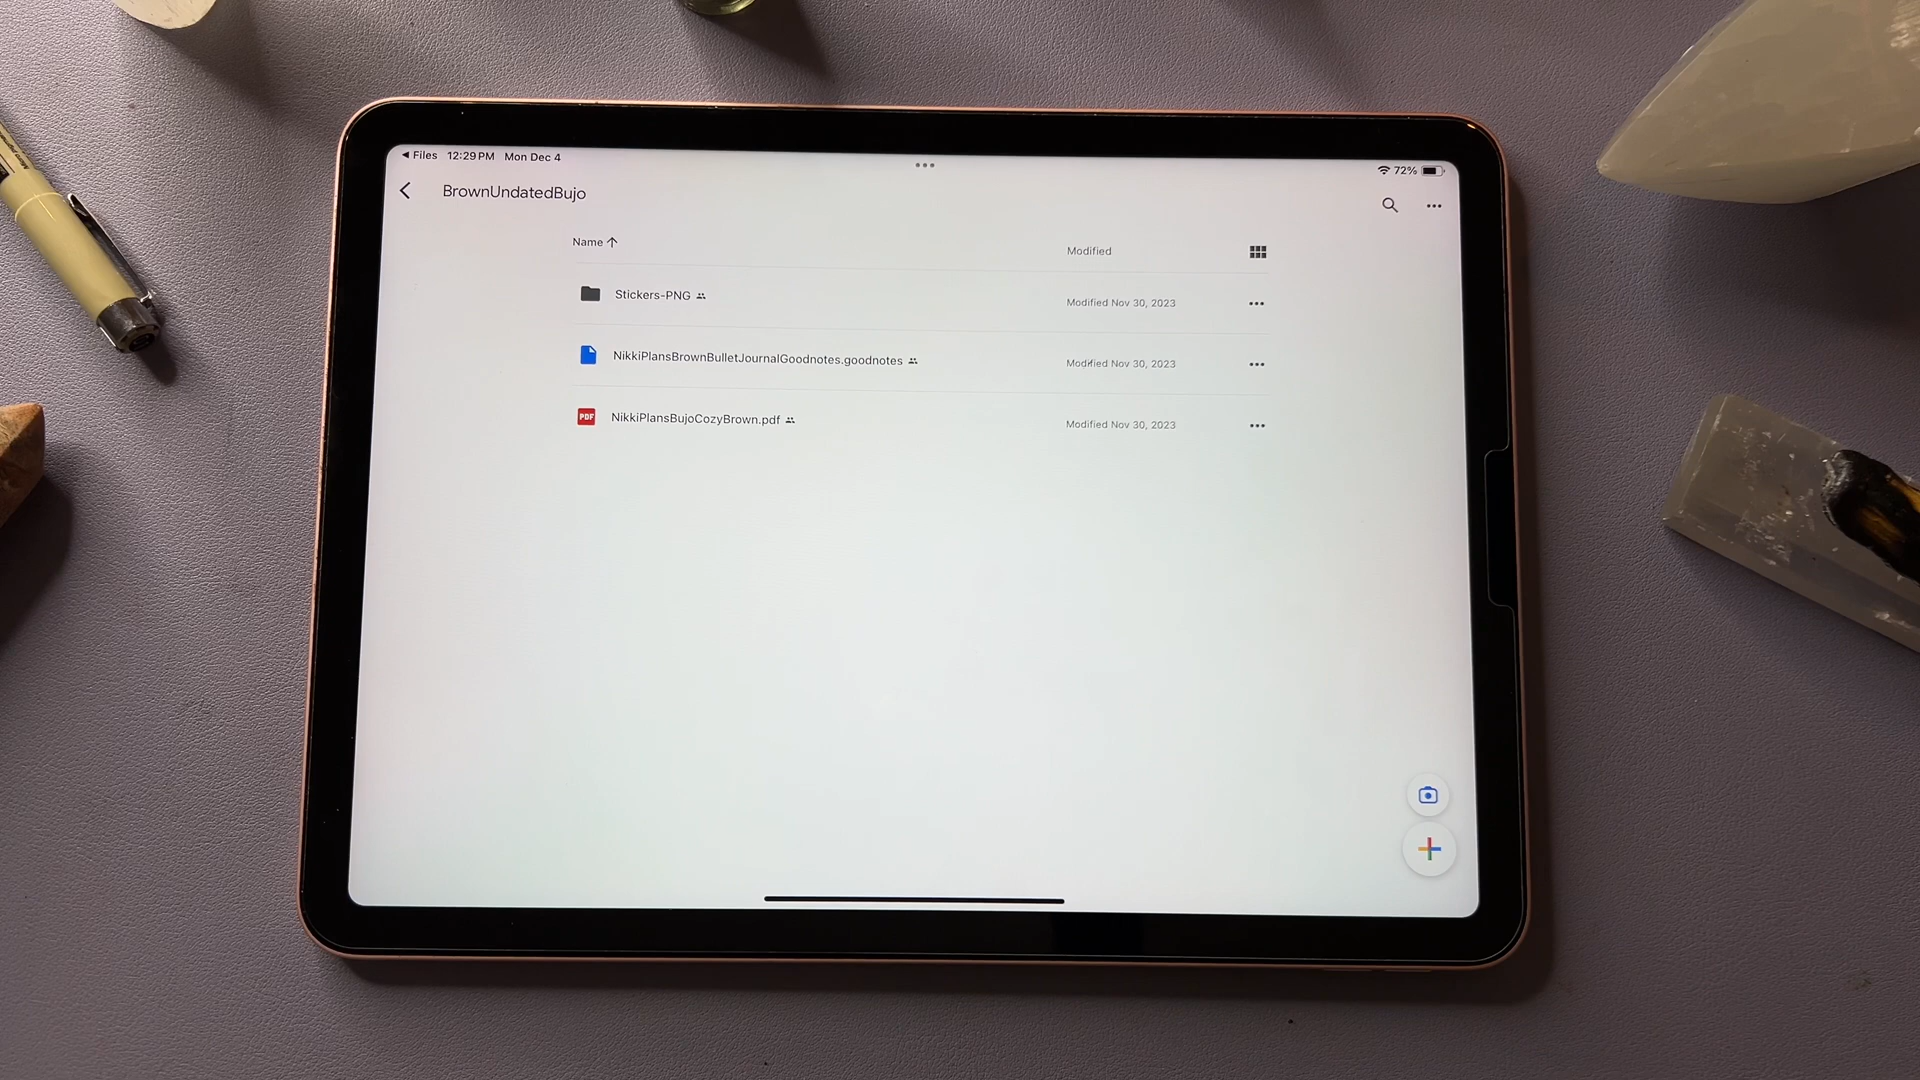 ◀ Files 12:29 PM Mon Dec 4
72%
BrownUndatedBujo
Name ↑ Modified
Stickers-PNG Modified Nov 30, 2023
NikkiPlansBrownBulletJournalGoodnotes.goodnotes Modified Nov 30, 2023
PDF NikkiPlansBujoCozyBrown.pdf Modified Nov 30, 2023